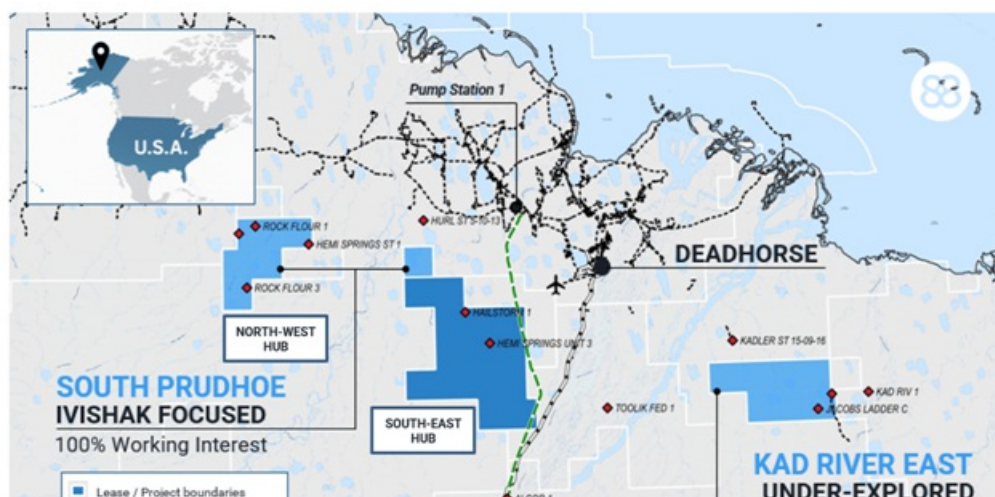 U.S.A.
Pump Station 1
ROCK FLOUR 1
HEMI SPRINGS ST 1
ROCK FLOUR 3
HURL ST 5-10-13
DEADHORSE
HAILSTORM 1
HEMI SPRINGS UNIT 3
NORTH-WEST
HUB
KADLER ST 15-09-16
SOUTH PRUDHOE
IVISHAK FOCUSED
100% Working Interest
SOUTH-EAST
HUB
TOOLIK FED 1
KAD RIV 1
JACOBS LADDER C
KAD RIVER EAST
UNDER-EXPLORED
Lease / Project boundaries